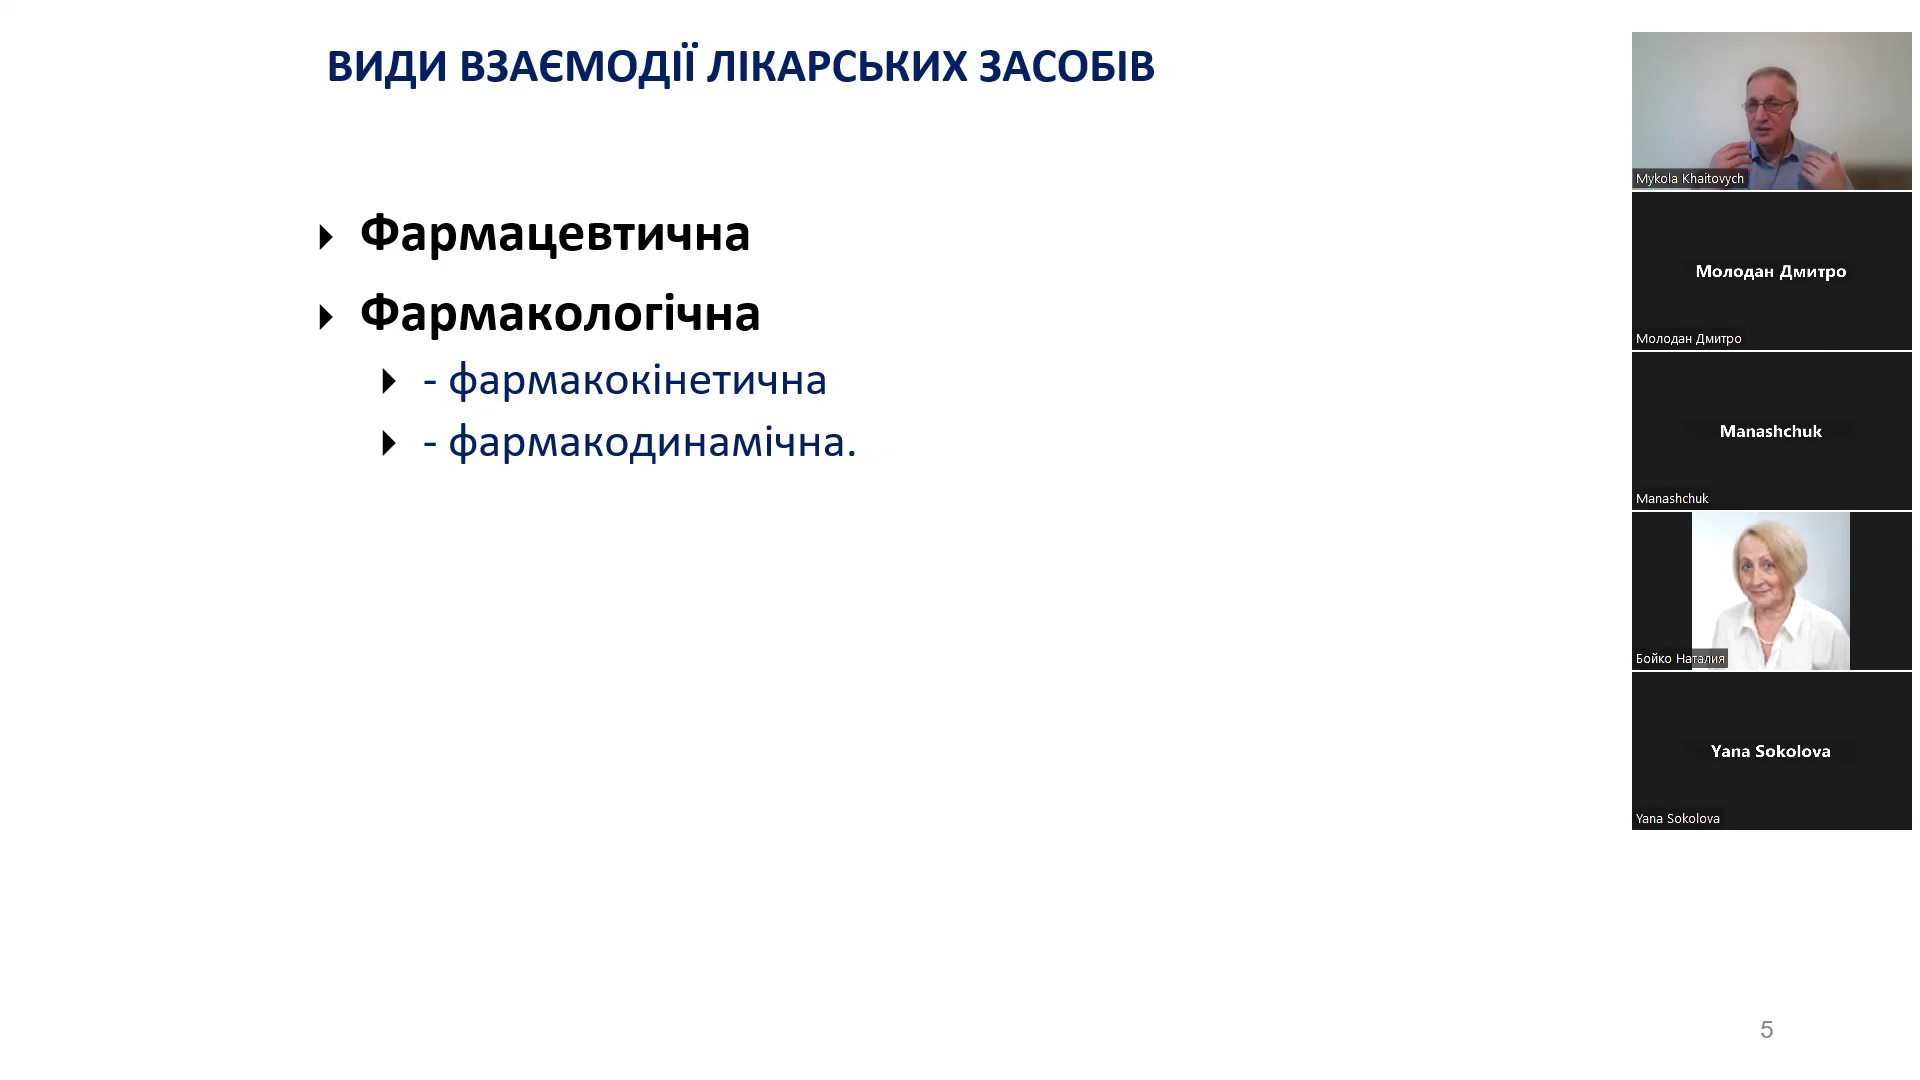 ВИДИ ВЗАЄМОДІЇ ЛІКАРСЬКИХ ЗАСОБІВ
Фармацевтична
Фармакологічна
- фармакокінетична
- фармакодинамічна.
5
Mykola Khaitovych
Молодан Дмитро
Молодан Дмитро
Manashchuk
Manashchuk
Бойко Наталия
Yana Sokolova
Yana Sokolova